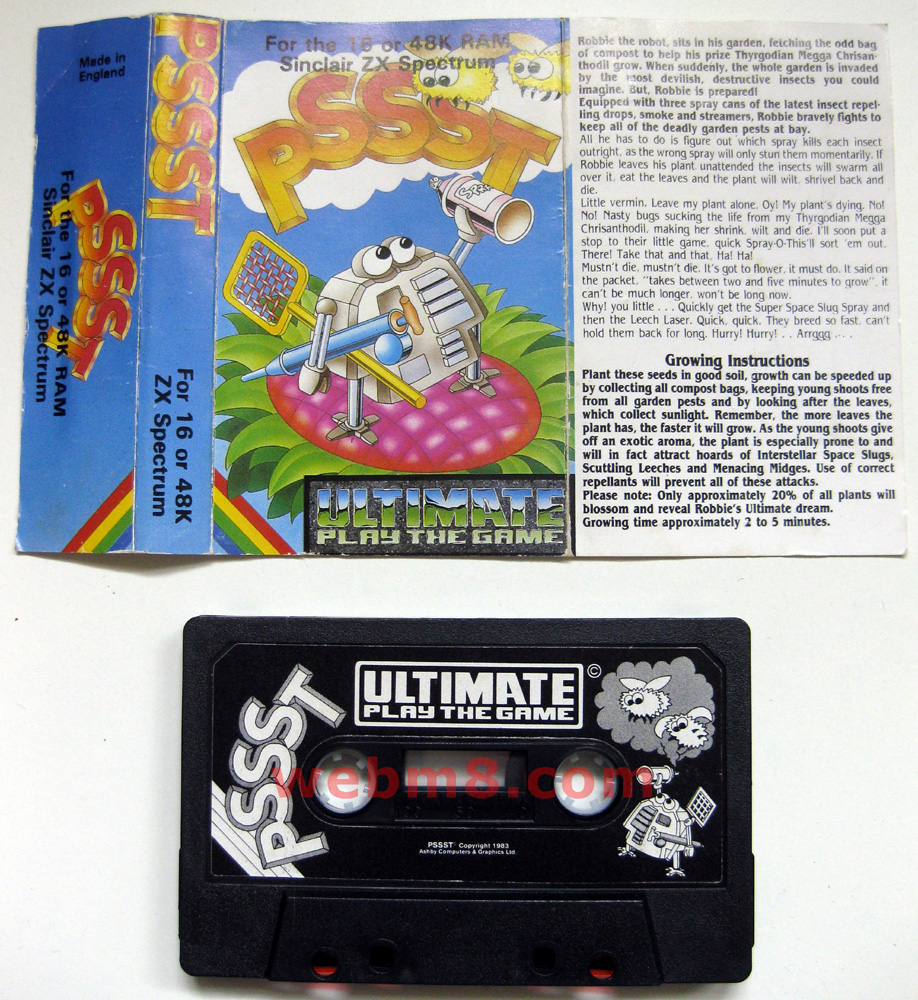 Made in
England
PSSST
For the 16 or 48K RAM
Sinclair ZX Spectrum
PSSST
For 16 or 48K
ZX Spectrum
For the 16 or 48K RAM
Sinclair ZX Spectrum
PSSST
ULTIMATE
PLAY THE GAME
Robbie the robot, sits in his garden, fetching the odd bag
of compost to help his prize Thyrgodian Megga Chrisan-
thodil grow. When suddenly, the whole garden is invaded
by the most devilish, destructive insects you could
imagine. But, Robbie is prepared!
Equipped with three spray cans of the latest insect repel-
ling drops, smoke and streamers, Robbie bravely fights to
keep all of the deadly garden pests at bay.
All he has to do is figure out which spray kills each insect
outright, as the wrong spray will only stun them momentarily. If
Robbie leaves his plant unattended the insects will swarm all
over it, eat the leaves and the plant will wilt, shrivel back and
die.
Little vermin. Leave my plant alone. Oy! My plant's dying. No!
No! Nasty bugs sucking the life from my Thyrgodian Megga
Chrisanthodil, making her shrink, wilt and die. I'll soon put a
stop to their little game, quick Spray-O-This'll sort 'em out.
There! Take that and that, Ha! Ha!
Mustn't die, mustn't die. It's got to flower, it must do. It said on
the packet, "takes between two and five minutes to grow", it
can't be much longer, won't be long now.
Why! you little . . . Quickly get the Super Space Slug Spray and
then the Leech Laser. Quick, quick. They breed so fast, can't
hold them back for long. Hurry! Hurry! . . Arrggg . . . .
Growing Instructions
Plant these seeds in good soil, growth can be speeded up
by collecting all compost bags, keeping young shoots free
from all garden pests and by looking after the leaves,
which collect sunlight. Remember, the more leaves the
plant has, the faster it will grow. As the young shoots give
off an exotic aroma, the plant is especially prone to and
will in fact attract hoards of Interstellar Space Slugs,
Scuttling Leeches and Menacing Midges. Use of correct
repellants will prevent all of these attacks.
Please note: Only approximately 20% of all plants will
blossom and reveal Robbie's Ultimate dream.
Growing time approximately 2 to 5 minutes.
PSSST
ULTIMATE ©
PLAY THE GAME
webm8.com
PSSST Copyright 1983
Ashby Computers & Graphics Ltd.